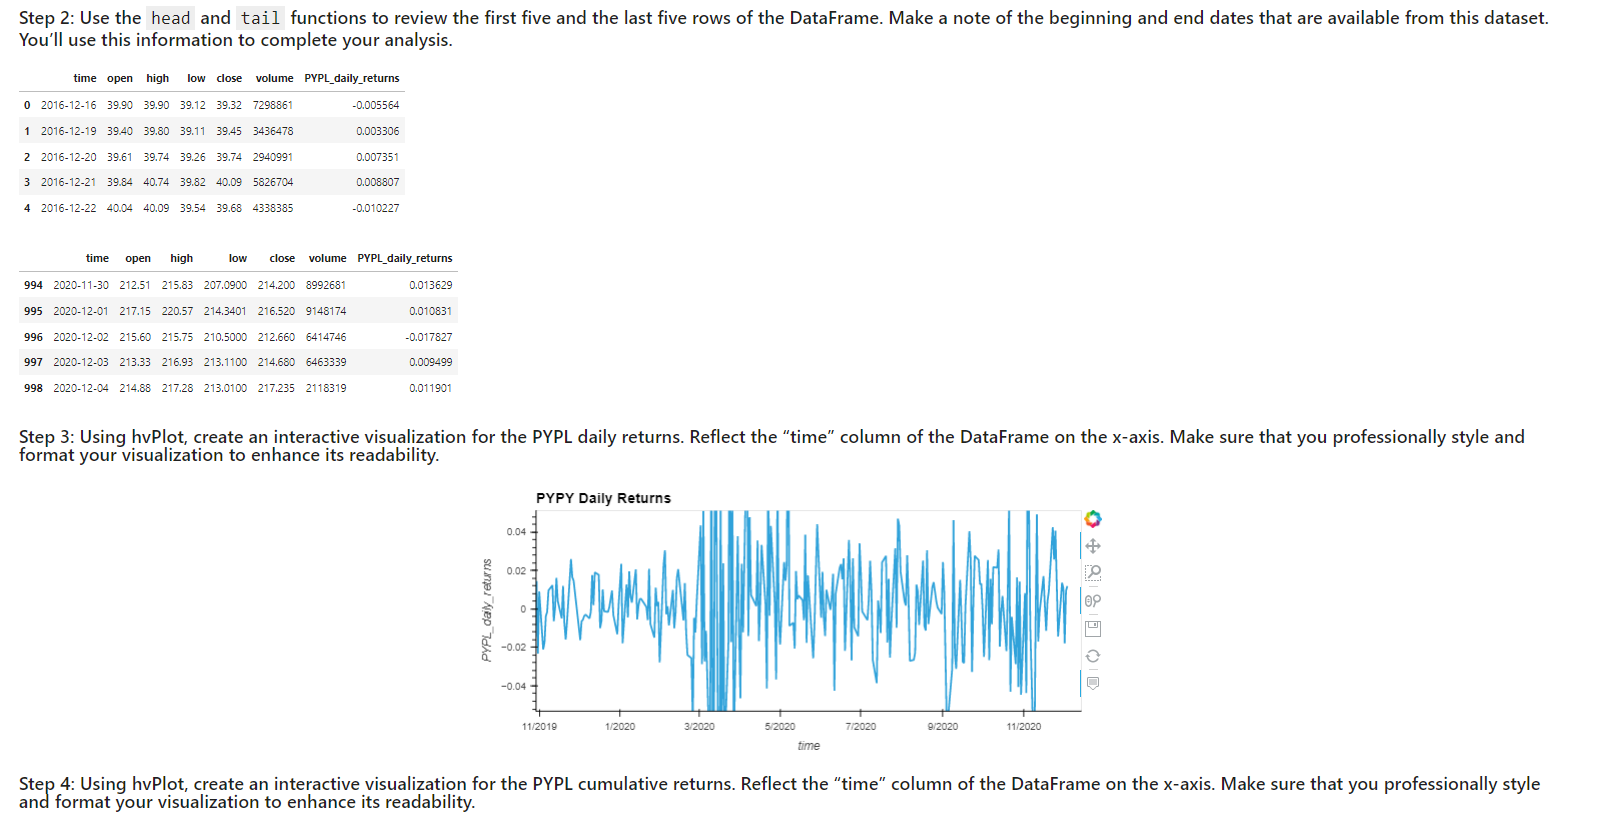 Step 2: Use the head and tail functions to review the first five and the last five rows of the DataFrame. Make a note of the beginning and end dates that are available from this dataset.
You’ll use this information to complete your analysis.
time open high low close volume PYPL_daily_returns
0 2016-12-16 39.90 39.90 39.12 39.32 7298861 -0.005564
1 2016-12-19 39.40 39.80 39.11 39.45 3436478 0.003306
2 2016-12-20 39.61 39.74 39.26 39.74 2940991 0.007351
3 2016-12-21 39.84 40.74 39.82 40.09 5826704 0.008807
4 2016-12-22 40.04 40.09 39.54 39.68 4338385 -0.010227
time open high low close volume PYPL_daily_returns
994 2020-11-30 212.51 215.83 207.0900 214.200 8992681 0.013629
995 2020-12-01 217.15 220.57 214.3401 216.520 9148174 0.010831
996 2020-12-02 215.60 215.75 210.5000 212.660 6414746 -0.017827
997 2020-12-03 213.33 216.93 213.1100 214.680 6463339 0.009499
998 2020-12-04 214.88 217.28 213.0100 217.235 2118319 0.011901
Step 3: Using hvPlot, create an interactive visualization for the PYPL daily returns. Reflect the “time” column of the DataFrame on the x-axis. Make sure that you professionally style and
format your visualization to enhance its readability.
PYPY Daily Returns
PYPL_daily_returns
0.04
0.02
0
-0.02
-0.04
11/2019 1/2020 3/2020 5/2020 7/2020 9/2020 11/2020
time
Step 4: Using hvPlot, create an interactive visualization for the PYPL cumulative returns. Reflect the “time” column of the DataFrame on the x-axis. Make sure that you professionally style
and format your visualization to enhance its readability.